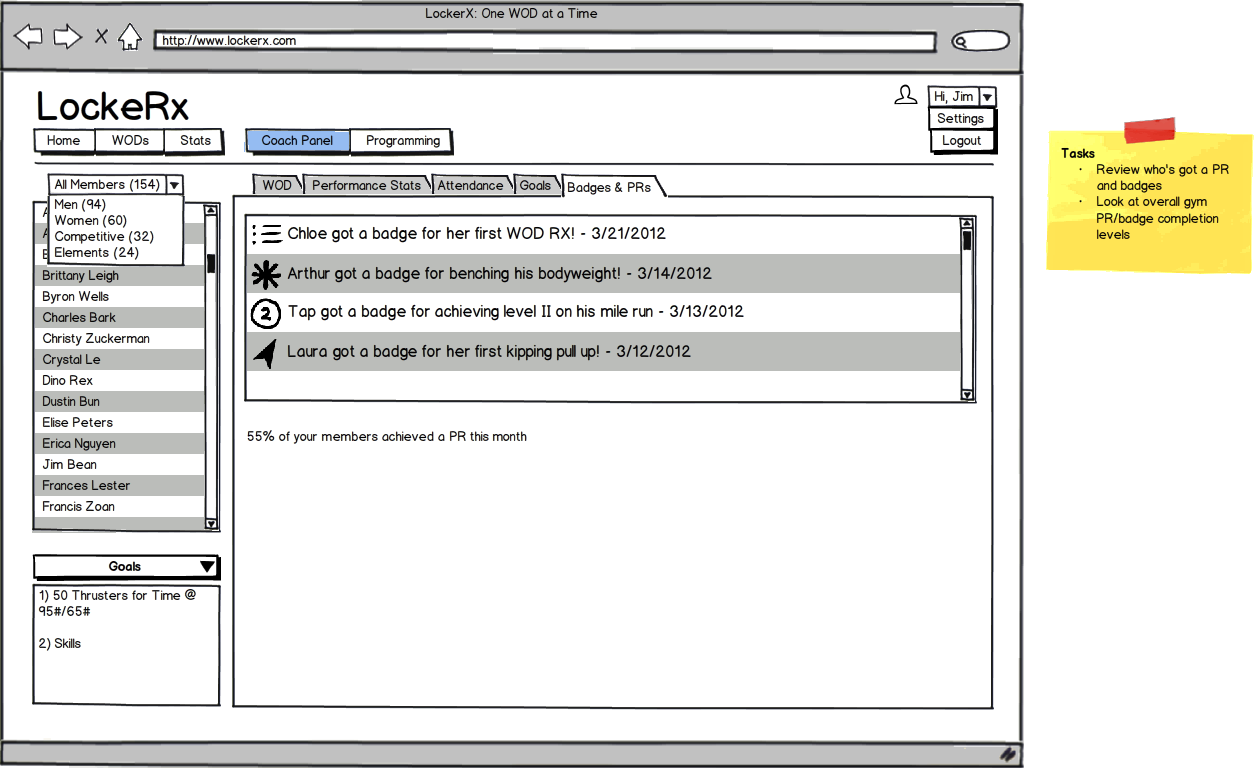 LockerX: One WOD at a Time
http://www.lockerx.com
LockeRx
Hi, Jim
Settings
Logout
Home
WODs
Stats
Coach Panel
Programming
All Members (154)
Men (94)
Women (60)
Competitive (32)
Elements (24)
Brittany Leigh
Byron Wells
Charles Bark
Christy Zuckerman
Crystal Le
Dino Rex
Dustin Bun
Elise Peters
Erica Nguyen
Jim Bean
Frances Lester
Francis Zoan
Goals
1) 50 Thrusters for Time @
95#/65#
2) Skills
WOD
Performance Stats
Attendance
Goals
Badges & PRs
Chloe got a badge for her first WOD RX! - 3/21/2012
Arthur got a badge for benching his bodyweight! - 3/14/2012
2 Tap got a badge for achieving level II on his mile run - 3/13/2012
Laura got a badge for her first kipping pull up! - 3/12/2012
55% of your members achieved a PR this month
Tasks
· Review who's got a PR
and badges
· Look at overall gym
PR/badge completion
levels